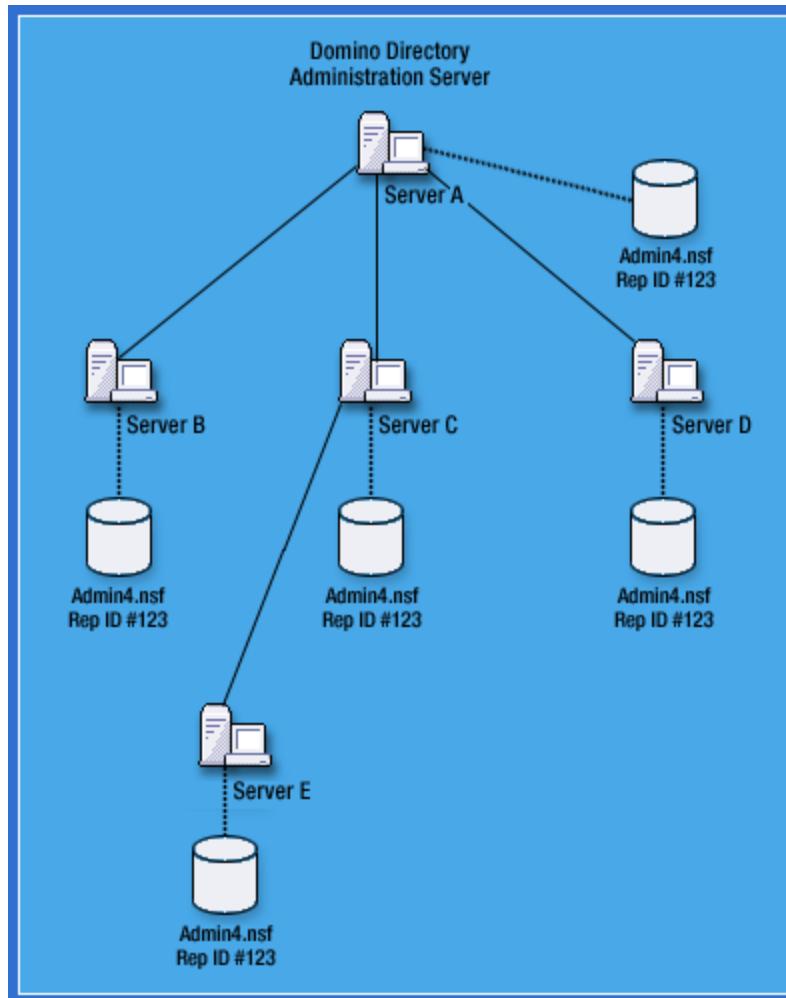 Domino Directory
Administration Server
Server A
Admin4.nsf
Rep ID #123
Server B
Server C
Server D
Admin4.nsf
Rep ID #123
Admin4.nsf
Rep ID #123
Admin4.nsf
Rep ID #123
Server E
Admin4.nsf
Rep ID #123